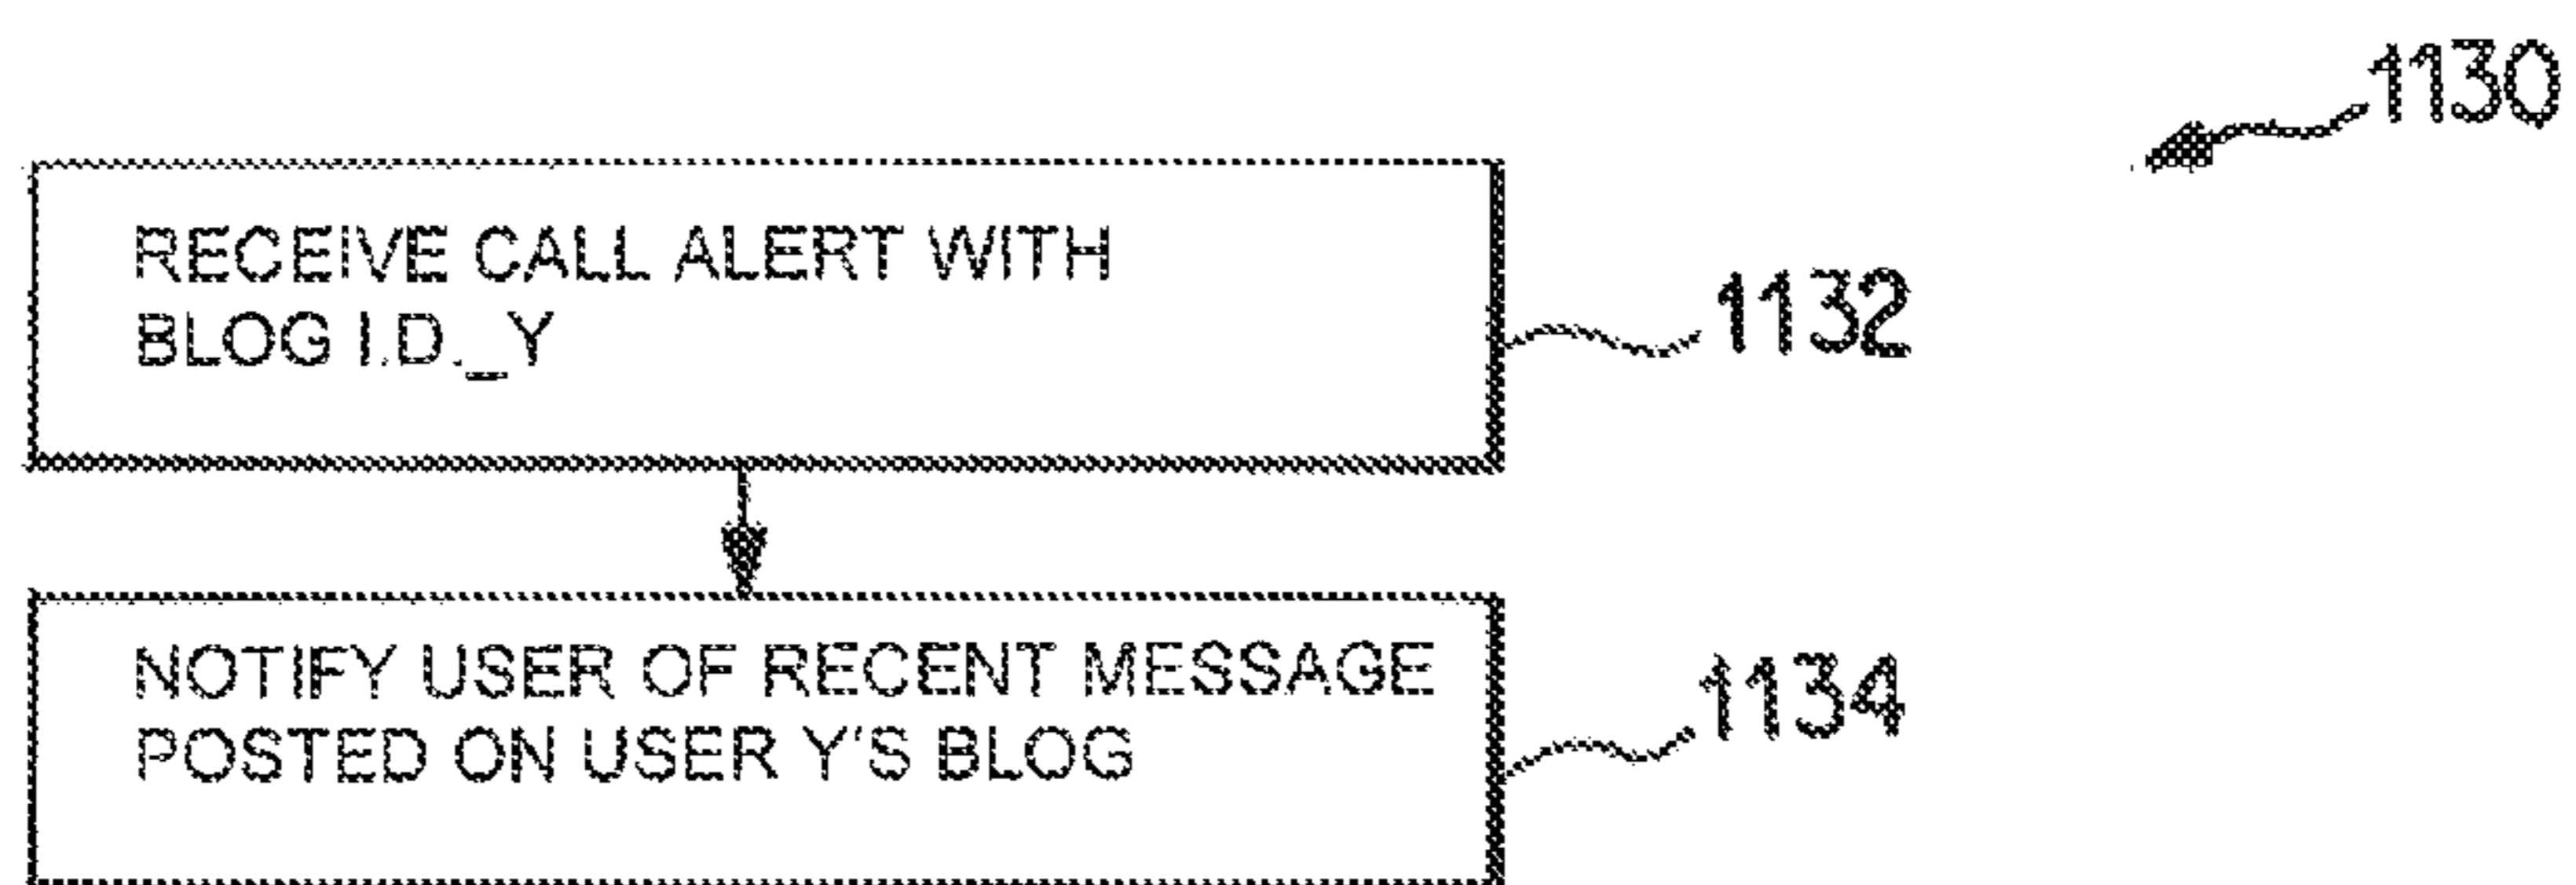 1130
RECEIVE CALL ALERT WITH
BLOG I.D._Y
1132
NOTIFY USER OF RECENT MESSAGE
POSTED ON USER Y'S BLOG
1134